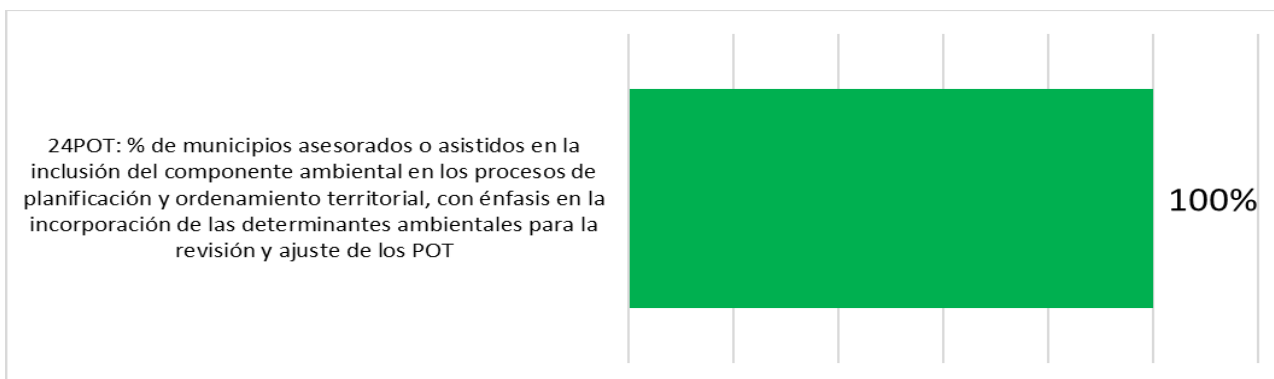 24POT: % de municipios asesorados o asistidos en la
inclusión del componente ambiental en los procesos de
planificación y ordenamiento territorial, con énfasis en la
incorporación de las determinantes ambientales para la
revisión y ajuste de los POT
100%